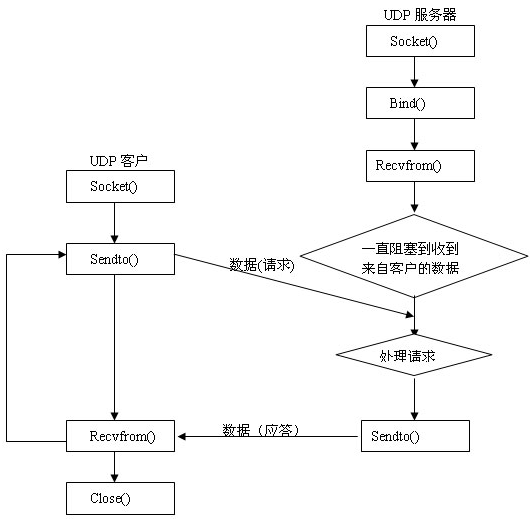 UDP 服务器
Socket()
Bind()
Recvfrom()
一直阻塞到收到
来自客户的数据
处理请求
Sendto()
UDP 客户
Socket()
Sendto()
数据(请求)
数据（应答）
Recvfrom()
Close()